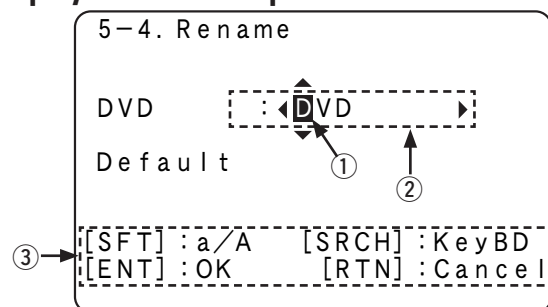 5-4. Rename
DVD : ◀DVD ▶
Default
①
②
③
[SFT] : a/A [SRCH] : KeyBD
[ENT] : OK [RTN] : Cancel